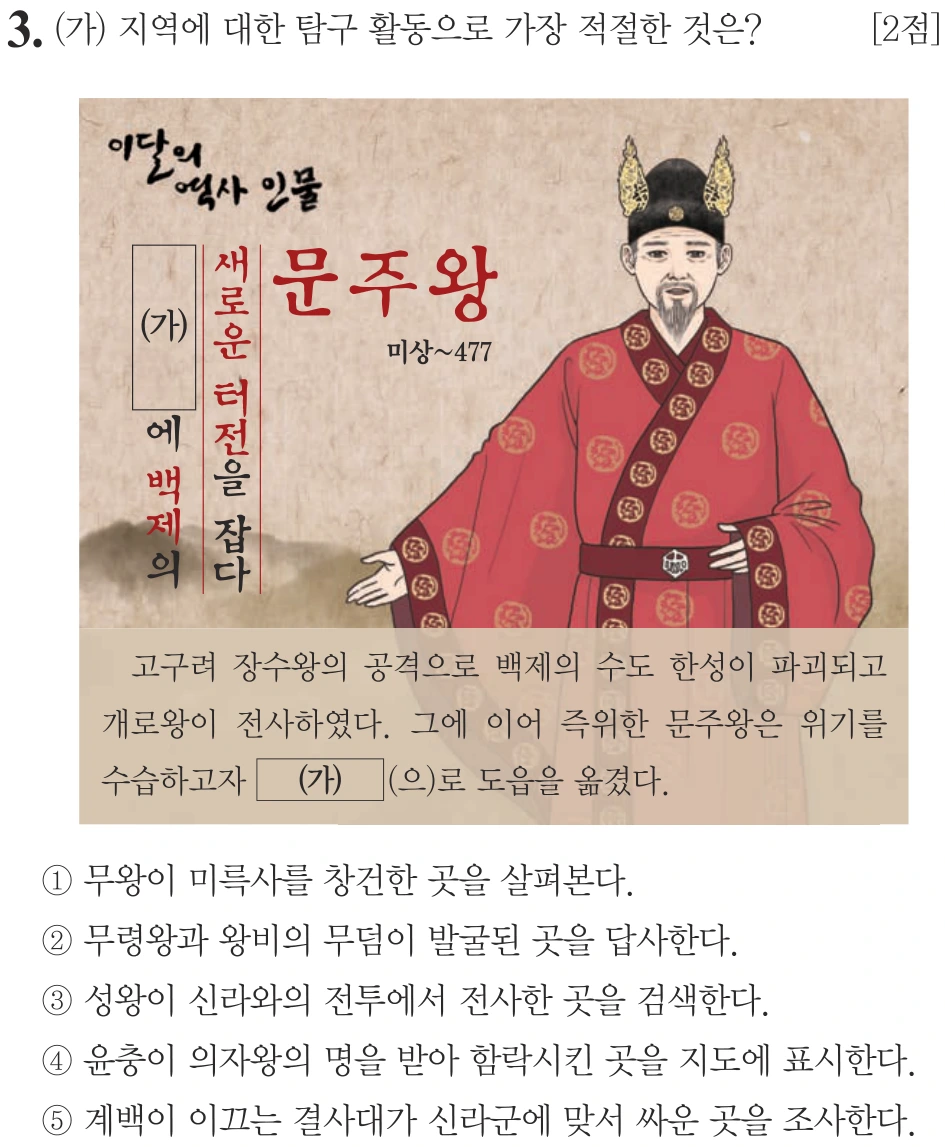 3. (가) 지역에 대한 탐구 활동으로 가장 적절한 것은? [2점]
이달의
역사 인물
문주왕
미상~477
(가)에 백제의
새로운 터전을 잡다
고구려 장수왕의 공격으로 백제의 수도 한성이 파괴되고
개로왕이 전사하였다. 그에 이어 즉위한 문주왕은 위기를
수습하고자 (가) (으)로 도읍을 옮겼다.
① 무왕이 미륵사를 창건한 곳을 살펴본다.
② 무령왕과 왕비의 무덤이 발굴된 곳을 답사한다.
③ 성왕이 신라와의 전투에서 전사한 곳을 검색한다.
④ 윤충이 의자왕의 명을 받아 함락시킨 곳을 지도에 표시한다.
⑤ 계백이 이끄는 결사대가 신라군에 맞서 싸운 곳을 조사한다.